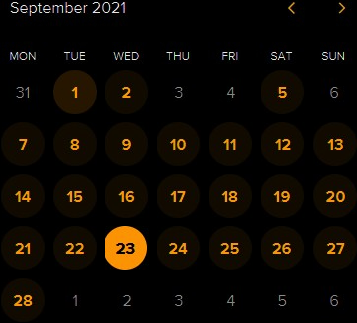 September 2021
MON TUE WED THU FRI SAT SUN
31 1 2 3 4 5 6
7 8 9 10 11 12 13
14 15 16 17 18 19 20
21 22 23 24 25 26 27
28 1 2 3 4 5 6